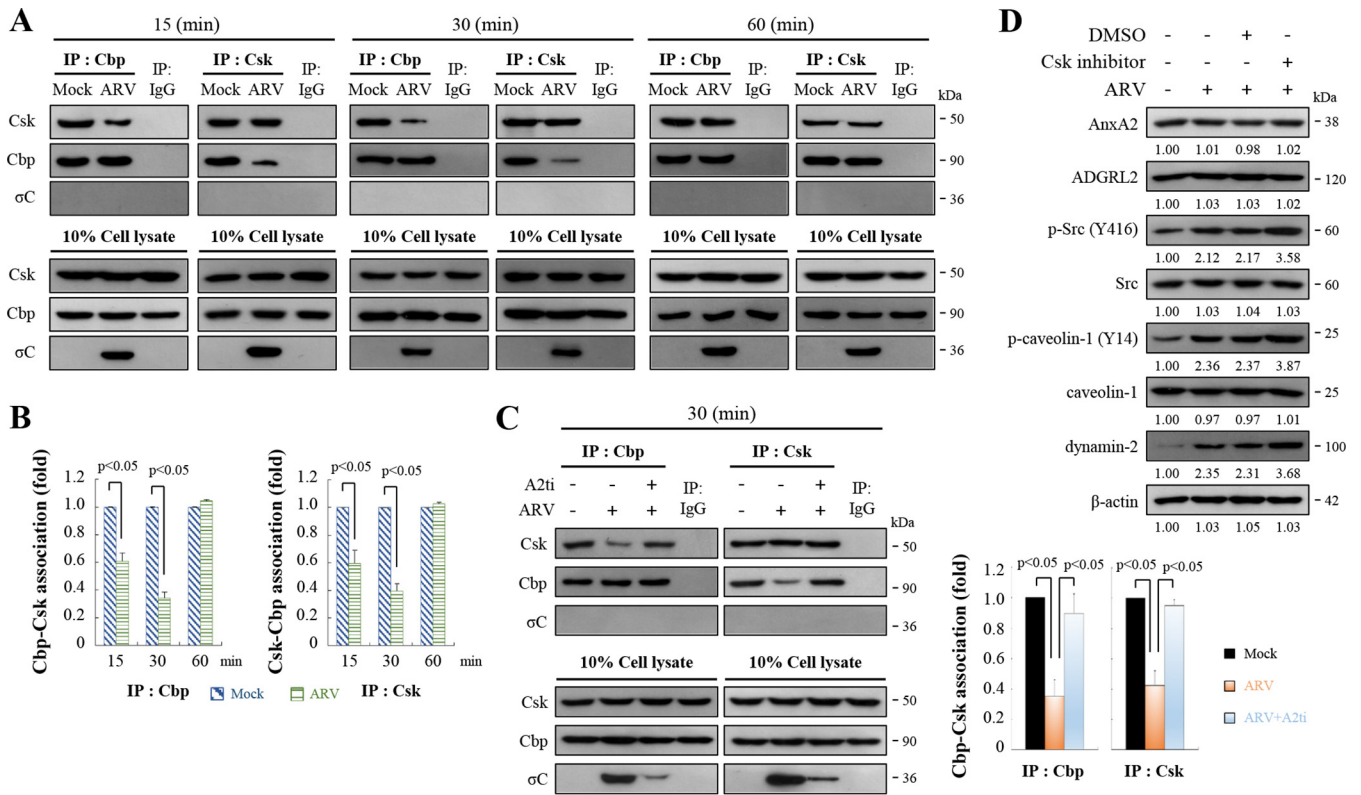 A
15 (min)
30 (min)
60 (min)
IP : Cbp IP : Csk IP: IgG
IP : Cbp IP: IgG IP : Csk IP: IgG
IP : Cbp IP: IgG IP : Csk IP: IgG
Mock ARV Mock ARV
Mock ARV Mock ARV
Mock ARV Mock ARV
kDa
Csk - 50
Cbp - 90
σC - 36
10% Cell lysate 10% Cell lysate 10% Cell lysate 10% Cell lysate 10% Cell lysate 10% Cell lysate
Csk - 50
Cbp - 90
σC - 36
B
Cbp-Csk association (fold)
p<0.05 p<0.05
1.2
1.0
0.8
0.6
0.4
0.2
0
15 30 60 min
IP : Cbp
Csk-Cbp association (fold)
p<0.05 p<0.05
1.2
1.0
0.8
0.6
0.4
0.2
0
15 30 60 min
IP : Csk
Mock
ARV
C
30 (min)
IP : Cbp IP : Csk
A2ti - - + - - + IP: IgG
ARV - + + - + +
kDa
Csk - 50
Cbp - 90
σC - 36
10% Cell lysate 10% Cell lysate
Csk - 50
Cbp - 90
σC - 36
Cbp-Csk association (fold)
p<0.05 p<0.05 p<0.05 p<0.05
1.2
1.0
0.8
0.6
0.4
0.2
0
IP : Cbp IP : Csk
Mock
ARV
ARV+A2ti
D
DMSO - - + -
Csk inhibitor - - - +
ARV - + + +
kDa
AnxA2 - 38
1.00 1.01 0.98 1.02
ADGRL2 - 120
1.00 1.03 1.03 1.02
p-Src (Y416) - 60
1.00 2.12 2.17 3.58
Src - 60
1.00 1.03 1.04 1.03
p-caveolin-1 (Y14) - 25
1.00 2.36 2.37 3.87
caveolin-1 - 25
1.00 0.97 0.97 1.01
dynamin-2 - 100
1.00 2.35 2.31 3.68
β-actin - 42
1.00 1.03 1.05 1.03